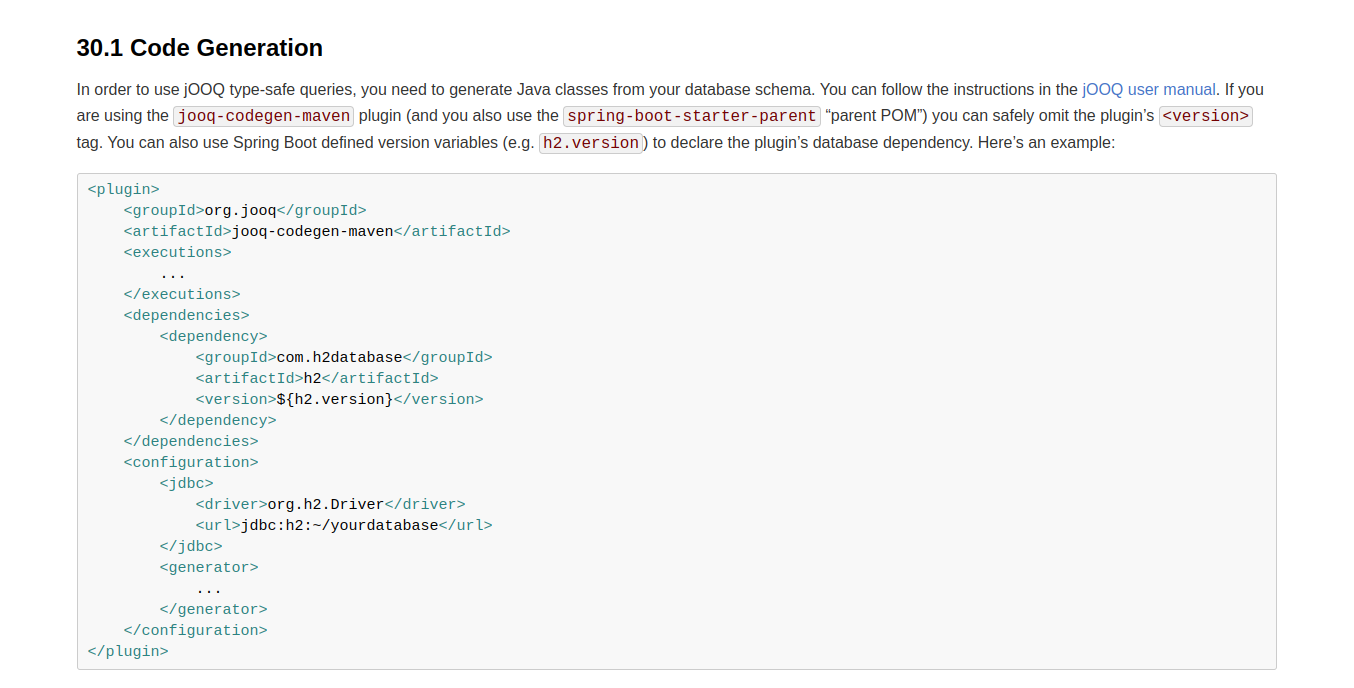 30.1 Code Generation
In order to use jOOQ type-safe queries, you need to generate Java classes from your database schema. You can follow the instructions in the jOOQ user manual. If you
are using the jooq-codegen-maven plugin (and you also use the spring-boot-starter-parent “parent POM”) you can safely omit the plugin’s <version>
tag. You can also use Spring Boot defined version variables (e.g. h2.version) to declare the plugin’s database dependency. Here’s an example:
<plugin>
    <groupId>org.jooq</groupId>
    <artifactId>jooq-codegen-maven</artifactId>
    <executions>
        ...
    </executions>
    <dependencies>
        <dependency>
            <groupId>com.h2database</groupId>
            <artifactId>h2</artifactId>
            <version>${h2.version}</version>
        </dependency>
    </dependencies>
    <configuration>
        <jdbc>
            <driver>org.h2.Driver</driver>
            <url>jdbc:h2:~/yourdatabase</url>
        </jdbc>
        <generator>
            ...
        </generator>
    </configuration>
</plugin>